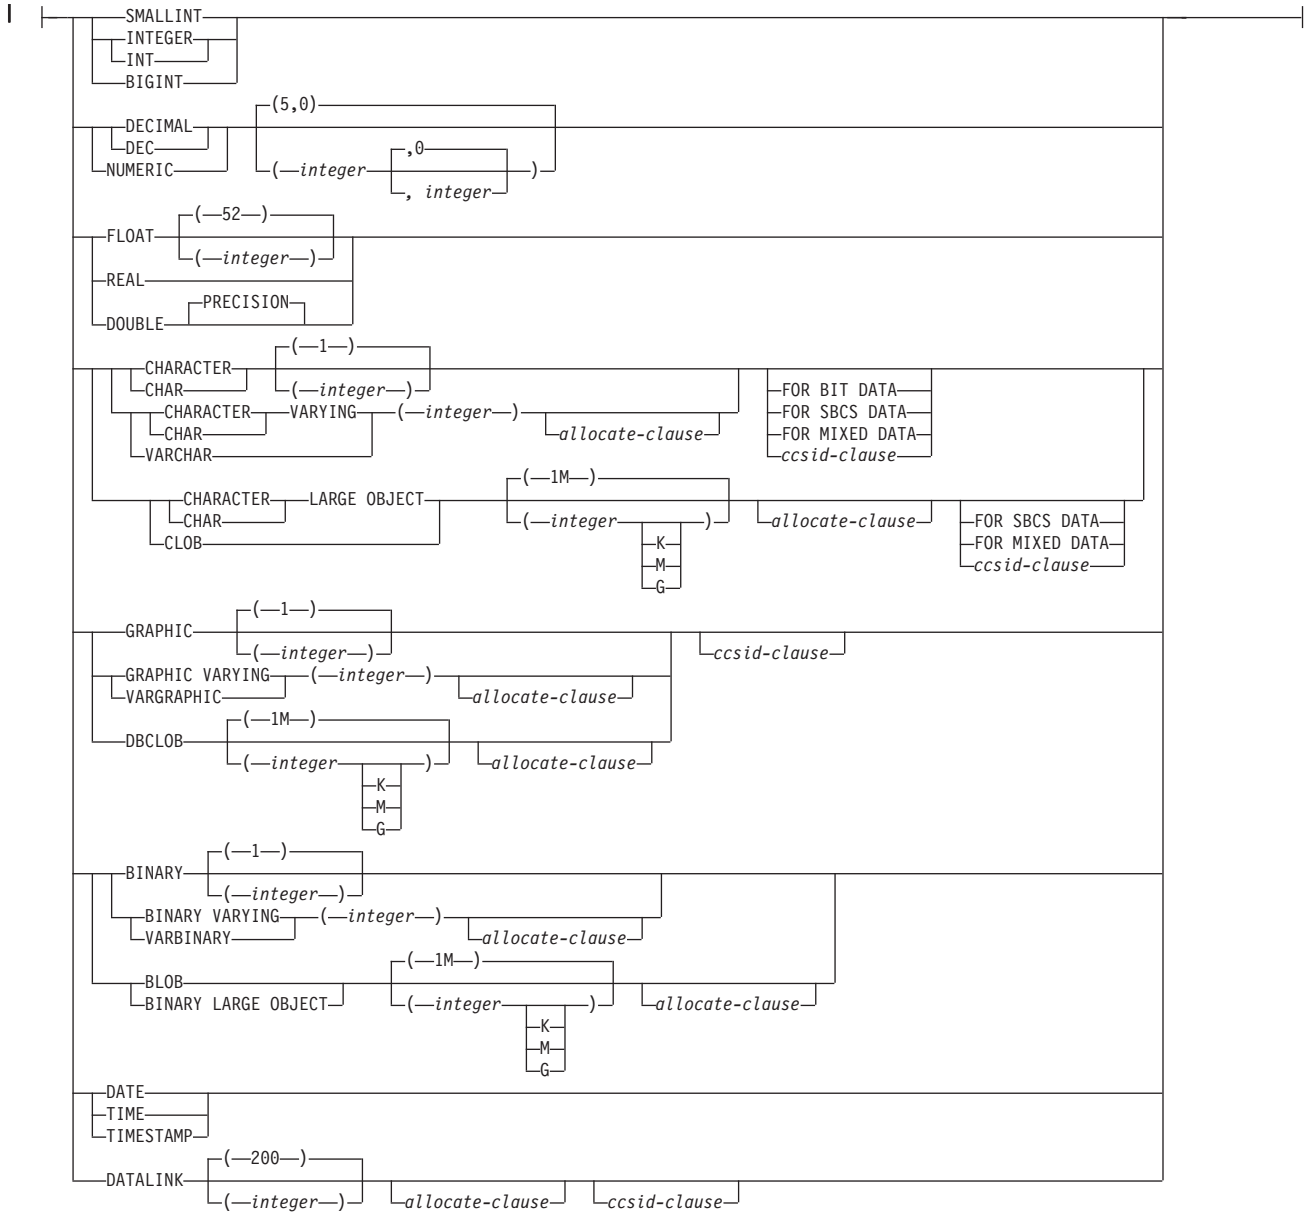 SMALLINT
INTEGER
INT
BIGINT
(5,0)
DECIMAL
DEC
,0
NUMERIC
( integer )
, integer
( 52 )
FLOAT
( integer )
REAL
PRECISION
DOUBLE
( 1 )
CHARACTER
CHAR ( integer ) FOR BIT DATA
CHARACTER VARYING ( integer ) FOR SBCS DATA
CHAR allocate-clause FOR MIXED DATA
VARCHAR ccsid-clause
( 1M )
CHARACTER LARGE OBJECT
CHAR ( integer ) allocate-clause FOR SBCS DATA
CLOB K FOR MIXED DATA
M ccsid-clause
G
( 1 )
GRAPHIC
( integer ) ccsid-clause
GRAPHIC VARYING ( integer )
VARGRAPHIC allocate-clause
( 1M )
DBCLOB
( integer ) allocate-clause
K
M
G
( 1 )
BINARY
( integer )
BINARY VARYING ( integer )
VARBINARY allocate-clause
( 1M )
BLOB
BINARY LARGE OBJECT ( integer ) allocate-clause
K
M
G
DATE
TIME
TIMESTAMP
( 200 )
DATALINK
( integer ) allocate-clause ccsid-clause